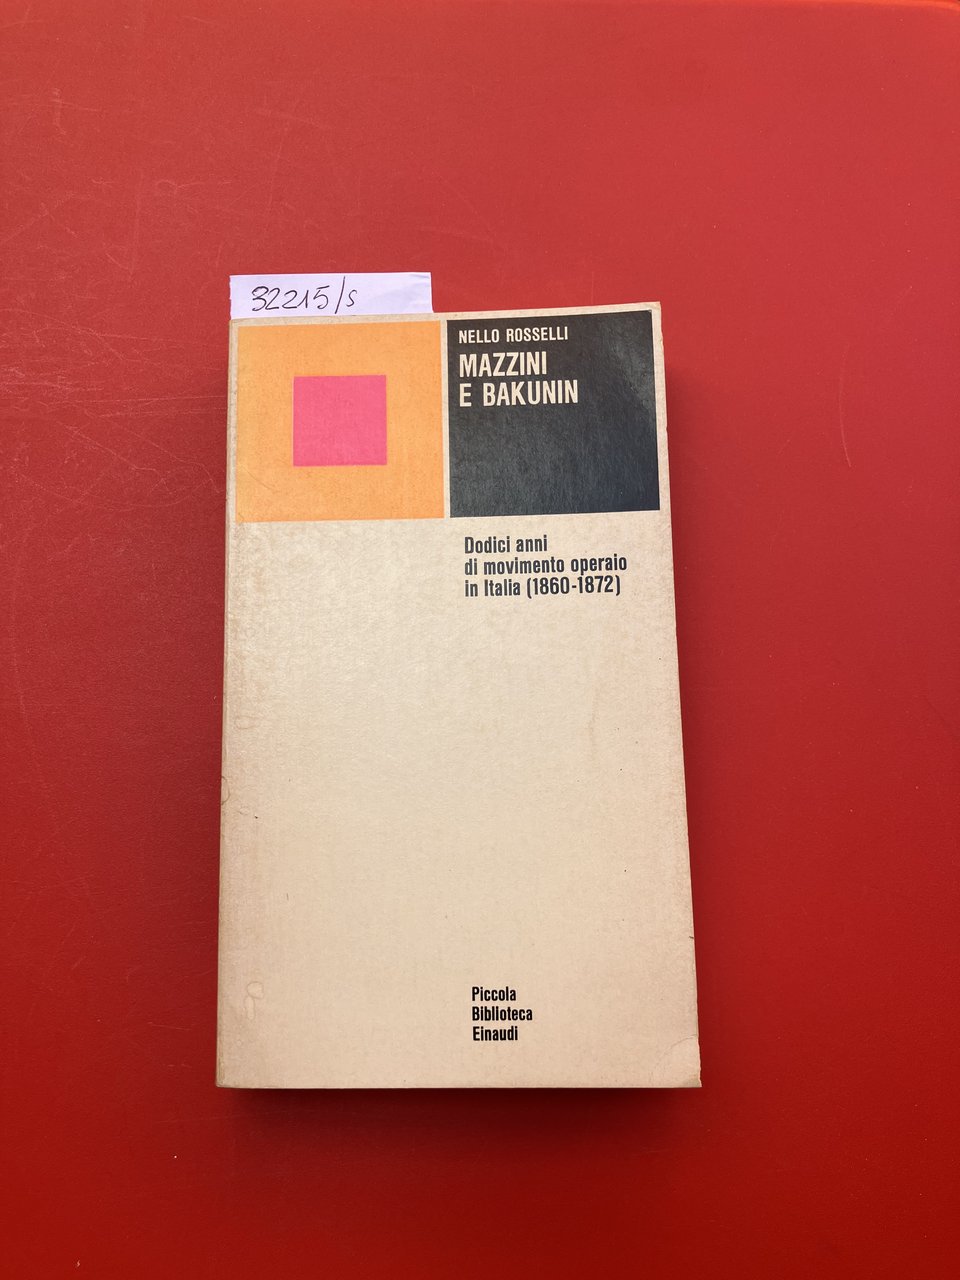 32215/s
NELLO ROSSELLI
MAZZINI
E BAKUNIN
Dodici anni
di movimento operaio
in Italia (1860-1872)
Piccola
Biblioteca
Einaudi